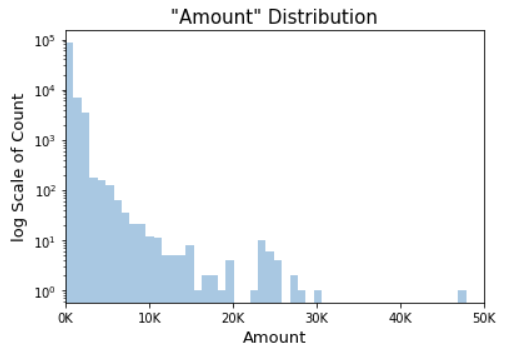 "Amount" Distribution
log Scale of Count
10⁵
10⁴
10³
10²
10¹
10⁰
0K 10K 20K 30K 40K 50K
Amount